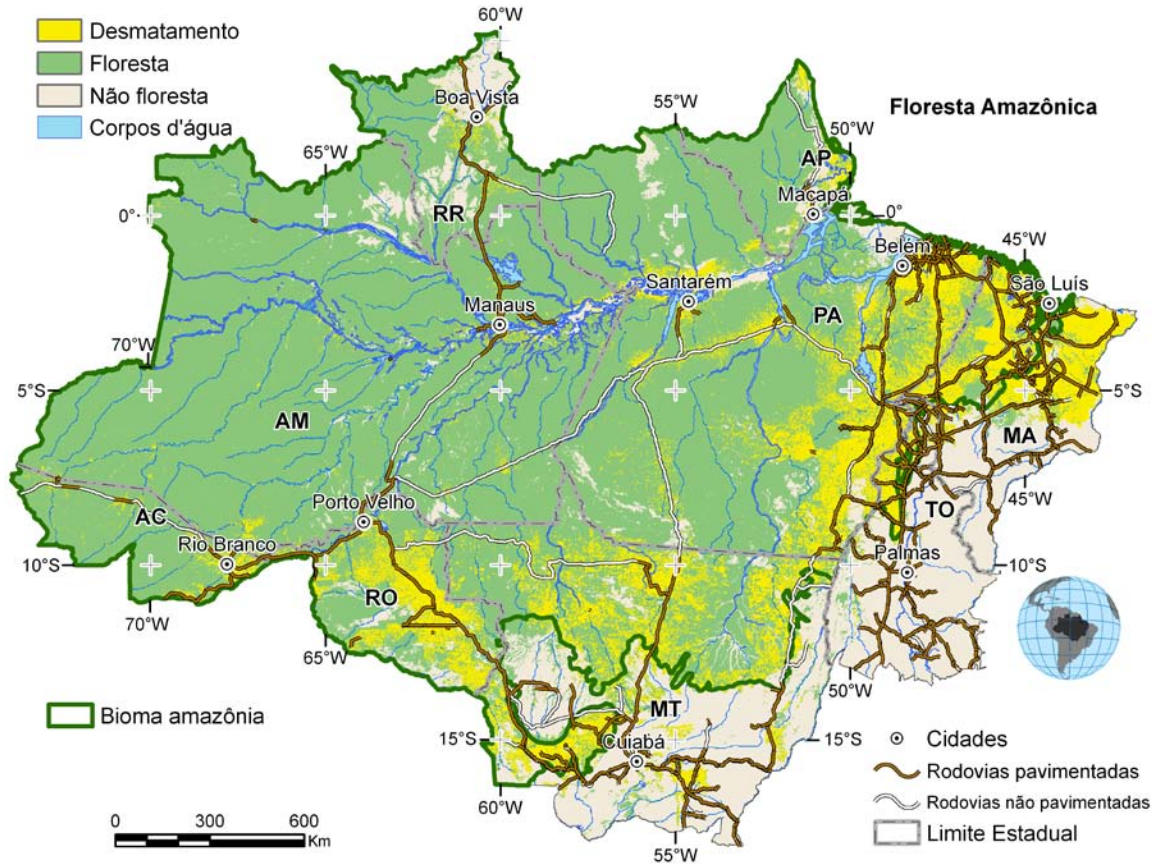 Desmatamento
Floresta
Não floresta
Corpos d'água
60°W
Boa Vista
55°W
Floresta Amazônica
50°W
65°W
AP
Macapá
RR
0°
0°
Belém
45°W
São Luís
Santarém
Manaus
PA
70°W
5°S
5°S
AM
MA
45°W
Porto Velho
TO
AC
Rio Branco
Palmas
10°S
10°S
70°W
RO
65°W
50°W
Bioma amazônia
MT
15°S
Cuiabá
15°S
Cidades
60°W
Rodovias pavimentadas
Rodovias não pavimentadas
0 300 600
Km
Limite Estadual
55°W